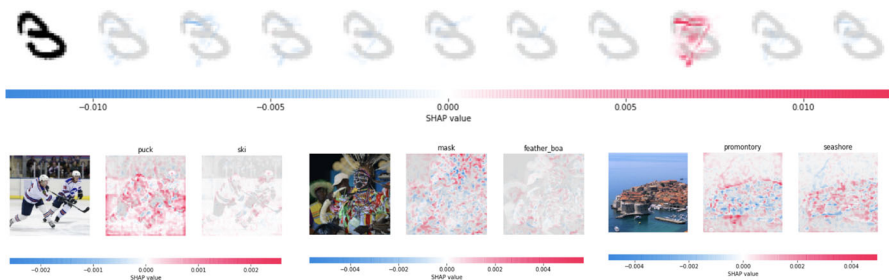 −0.010 −0.005 0.000 0.005 0.010
SHAP value
puck ski mask feather_boa promontory seashore
−0.002 −0.001 0.000 0.001 0.002 −0.004 −0.002 0.000 0.002 0.004 −0.004 −0.002 0.000 0.002 0.004
SHAP value SHAP value SHAP value